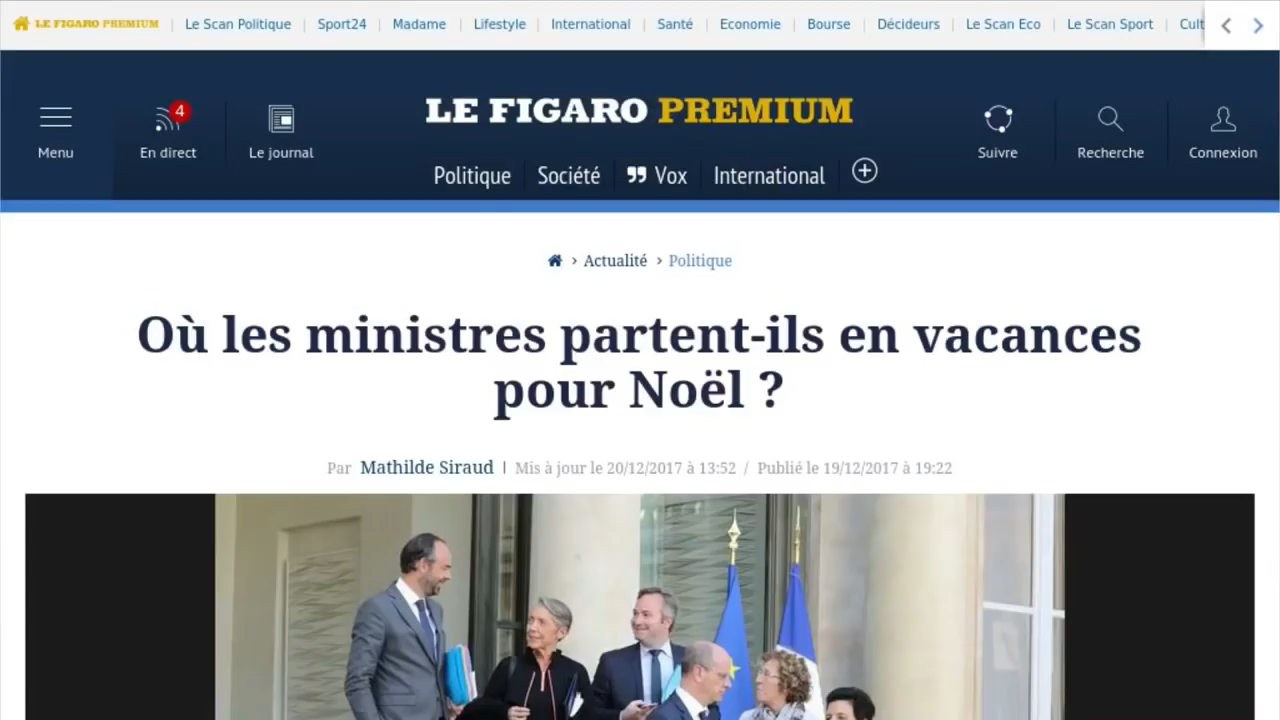 LE FIGARO PREMIUM | Le Scan Politique | Sport24 | Madame | Lifestyle | International | Santé | Economie | Bourse | Décideurs | Le Scan Eco | Le Scan Sport | Cult
LE FIGARO PREMIUM
4
Menu
En direct
Le journal
Suivre
Recherche
Connexion
Politique Société Vox International
Actualité › Politique
Où les ministres partent-ils en vacances
pour Noël ?
Par Mathilde Siraud | Mis à jour le 20/12/2017 à 13:52 / Publié le 19/12/2017 à 19:22